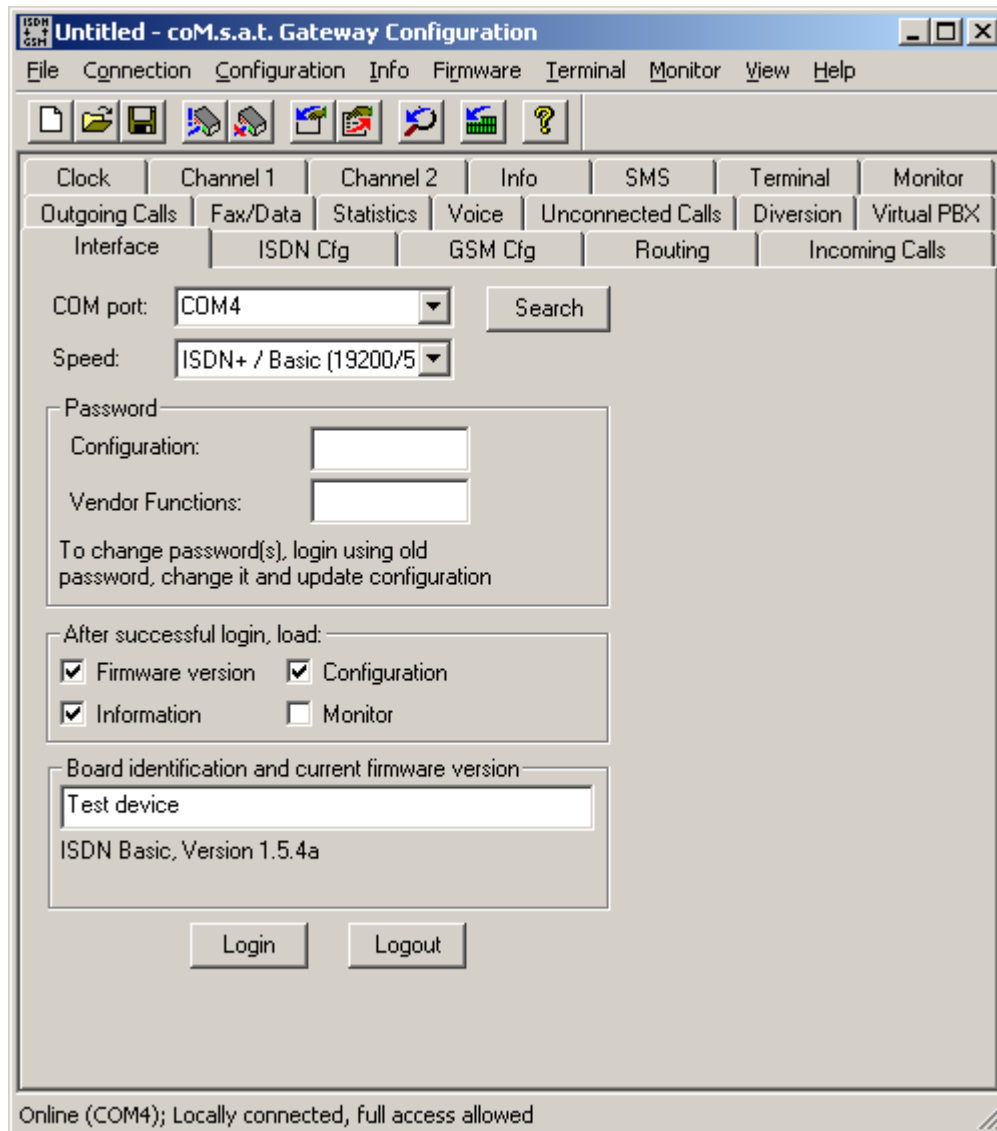 ISDN
GSM
Untitled - coM.s.a.t. Gateway Configuration
File Connection Configuration Info Firmware Terminal Monitor View Help
Clock Channel 1 Channel 2 Info SMS Terminal Monitor
Outgoing Calls Fax/Data Statistics Voice Unconnected Calls Diversion Virtual PBX
Interface ISDN Cfg GSM Cfg Routing Incoming Calls
COM port: COM4 Search
Speed: ISDN+ / Basic (19200/5
Password
Configuration:
Vendor Functions:
To change password(s), login using old
password, change it and update configuration
After successful login, load:
Firmware version Configuration
Information Monitor
Board identification and current firmware version
Test device
ISDN Basic, Version 1.5.4a
Login Logout
Online (COM4); Locally connected, full access allowed